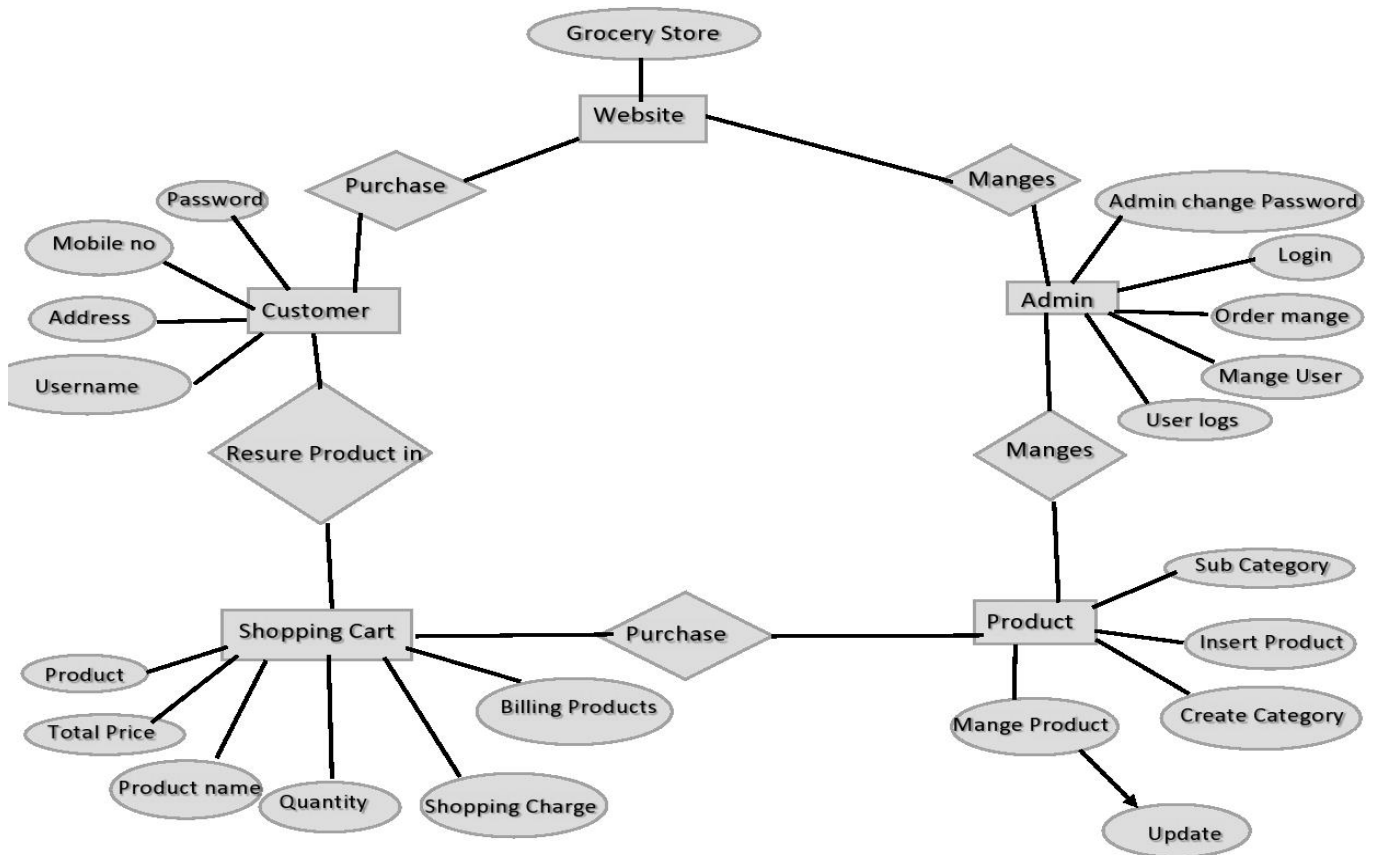 Grocery Store
Website
Purchase
Manges
Password
Admin change Password
Mobile no
Login
Customer
Admin
Address
Order mange
Username
Mange User
User logs
Resure Product in
Manges
Sub Category
Shopping Cart
Purchase
Product
Insert Product
Product
Billing Products
Create Category
Total Price
Mange Product
Product name
Quantity
Shopping Charge
Update